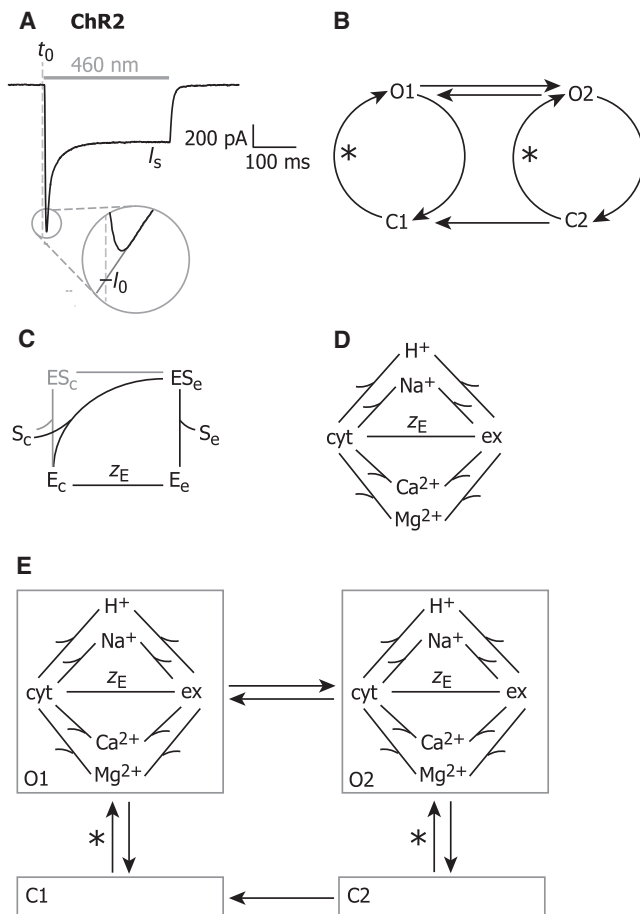 A ChR2
t0
460 nm
Is
200 pA
100 ms
–I0
B
O1 O2
* *
C1 C2
C
ESc ESe
Sc Se
zE
Ec Ee
D
H+
Na+
zE
cyt ex
Ca2+
Mg2+
E
H+ H+
Na+ Na+
zE zE
cyt ex cyt ex
Ca2+ Ca2+
Mg2+ Mg2+
O1 O2
* *
C1 C2